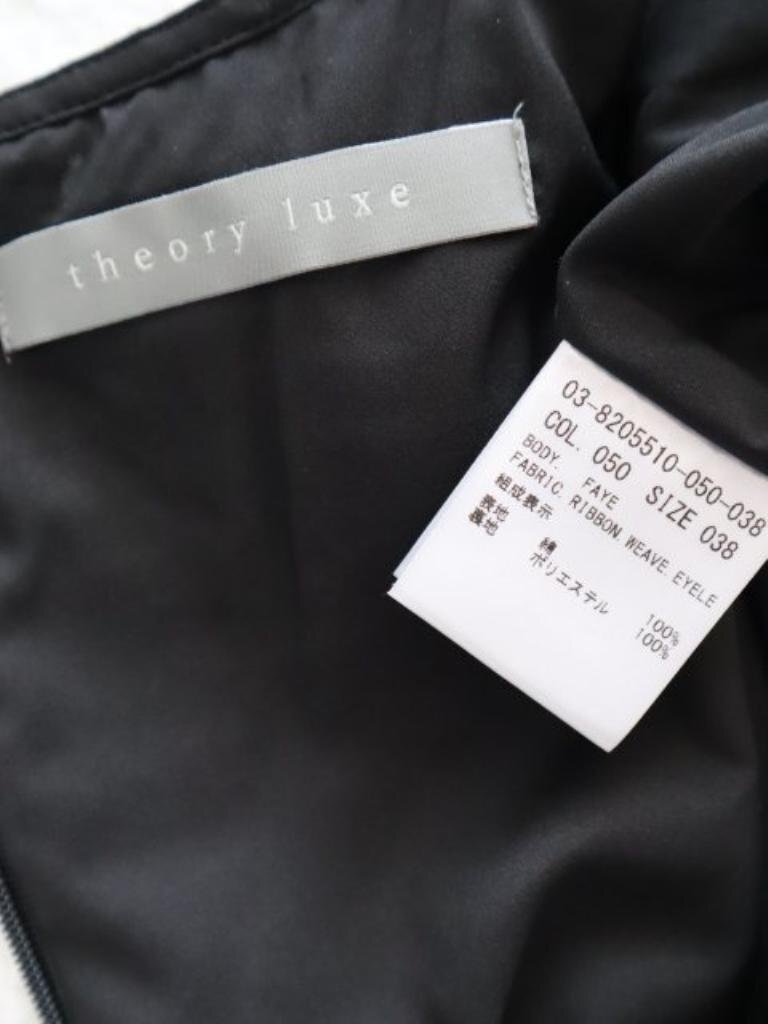 theory luxe
03-8205510-050-038
COL. 050 SIZE 038
BODY. FAYE
FABRIC. RIBBON.WEAVE.EYELE
組成表示
表地 綿 100%
裏地 ポリエステル 100%